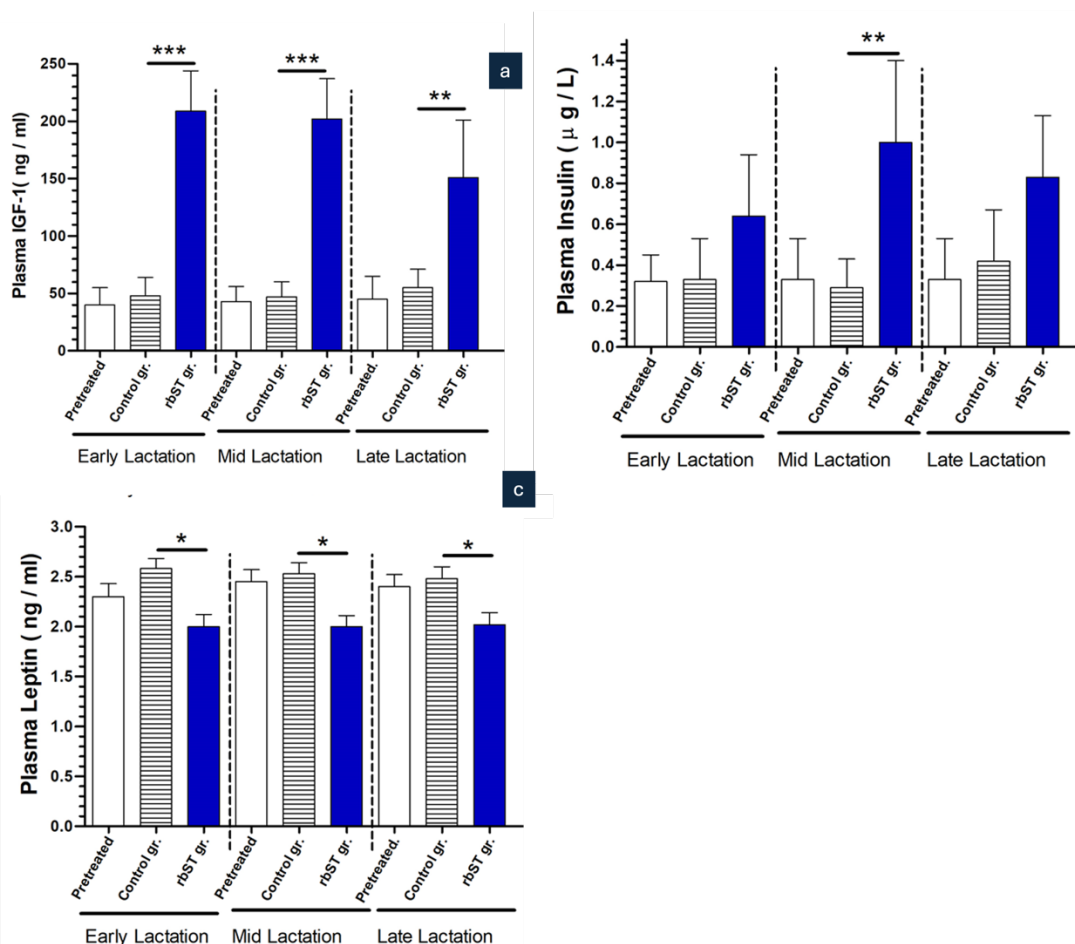 a
Plasma IGF-1( ng / ml)
250
200
150
100
50
0
***
***
**
Pretreated
Control gr.
rbST gr.
Pretreated
Control gr.
rbST gr.
Pretreated.
Control gr.
rbST gr.
Early Lactation
Mid Lactation
Late Lactation
Plasma Insulin ( μ g / L)
1.4
1.2
1.0
0.8
0.6
0.4
0.2
0.0
**
Pretreated
Control gr.
rbST gr.
Pretreated
Control gr.
rbST gr.
Pretreated.
Control gr.
rbST gr.
Early Lactation
Mid Lactation
Late Lactation
c
Plasma Leptin ( ng / ml)
3.0
2.5
2.0
1.5
1.0
0.5
0.0
*
*
*
Pretreated
Control gr.
rbST gr.
Pretreated
Control gr.
rbST gr.
Pretreated.
Control gr.
rbST gr.
Early Lactation
Mid Lactation
Late Lactation